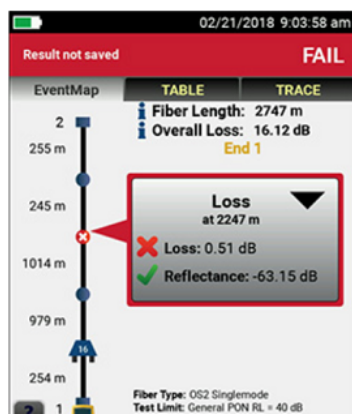 02/21/2018 9:03:58 am
Result not saved
FAIL
EventMap
TABLE
TRACE
Fiber Length: 2747 m
Overall Loss: 16.12 dB
End 1
2
255 m
245 m
1014 m
979 m
16
254 m
1
Loss
at 2247 m
Loss: 0.51 dB
Reflectance: -63.15 dB
Fiber Type: OS2 Singlemode
Test Limit: General PON RL = 40 dB
?